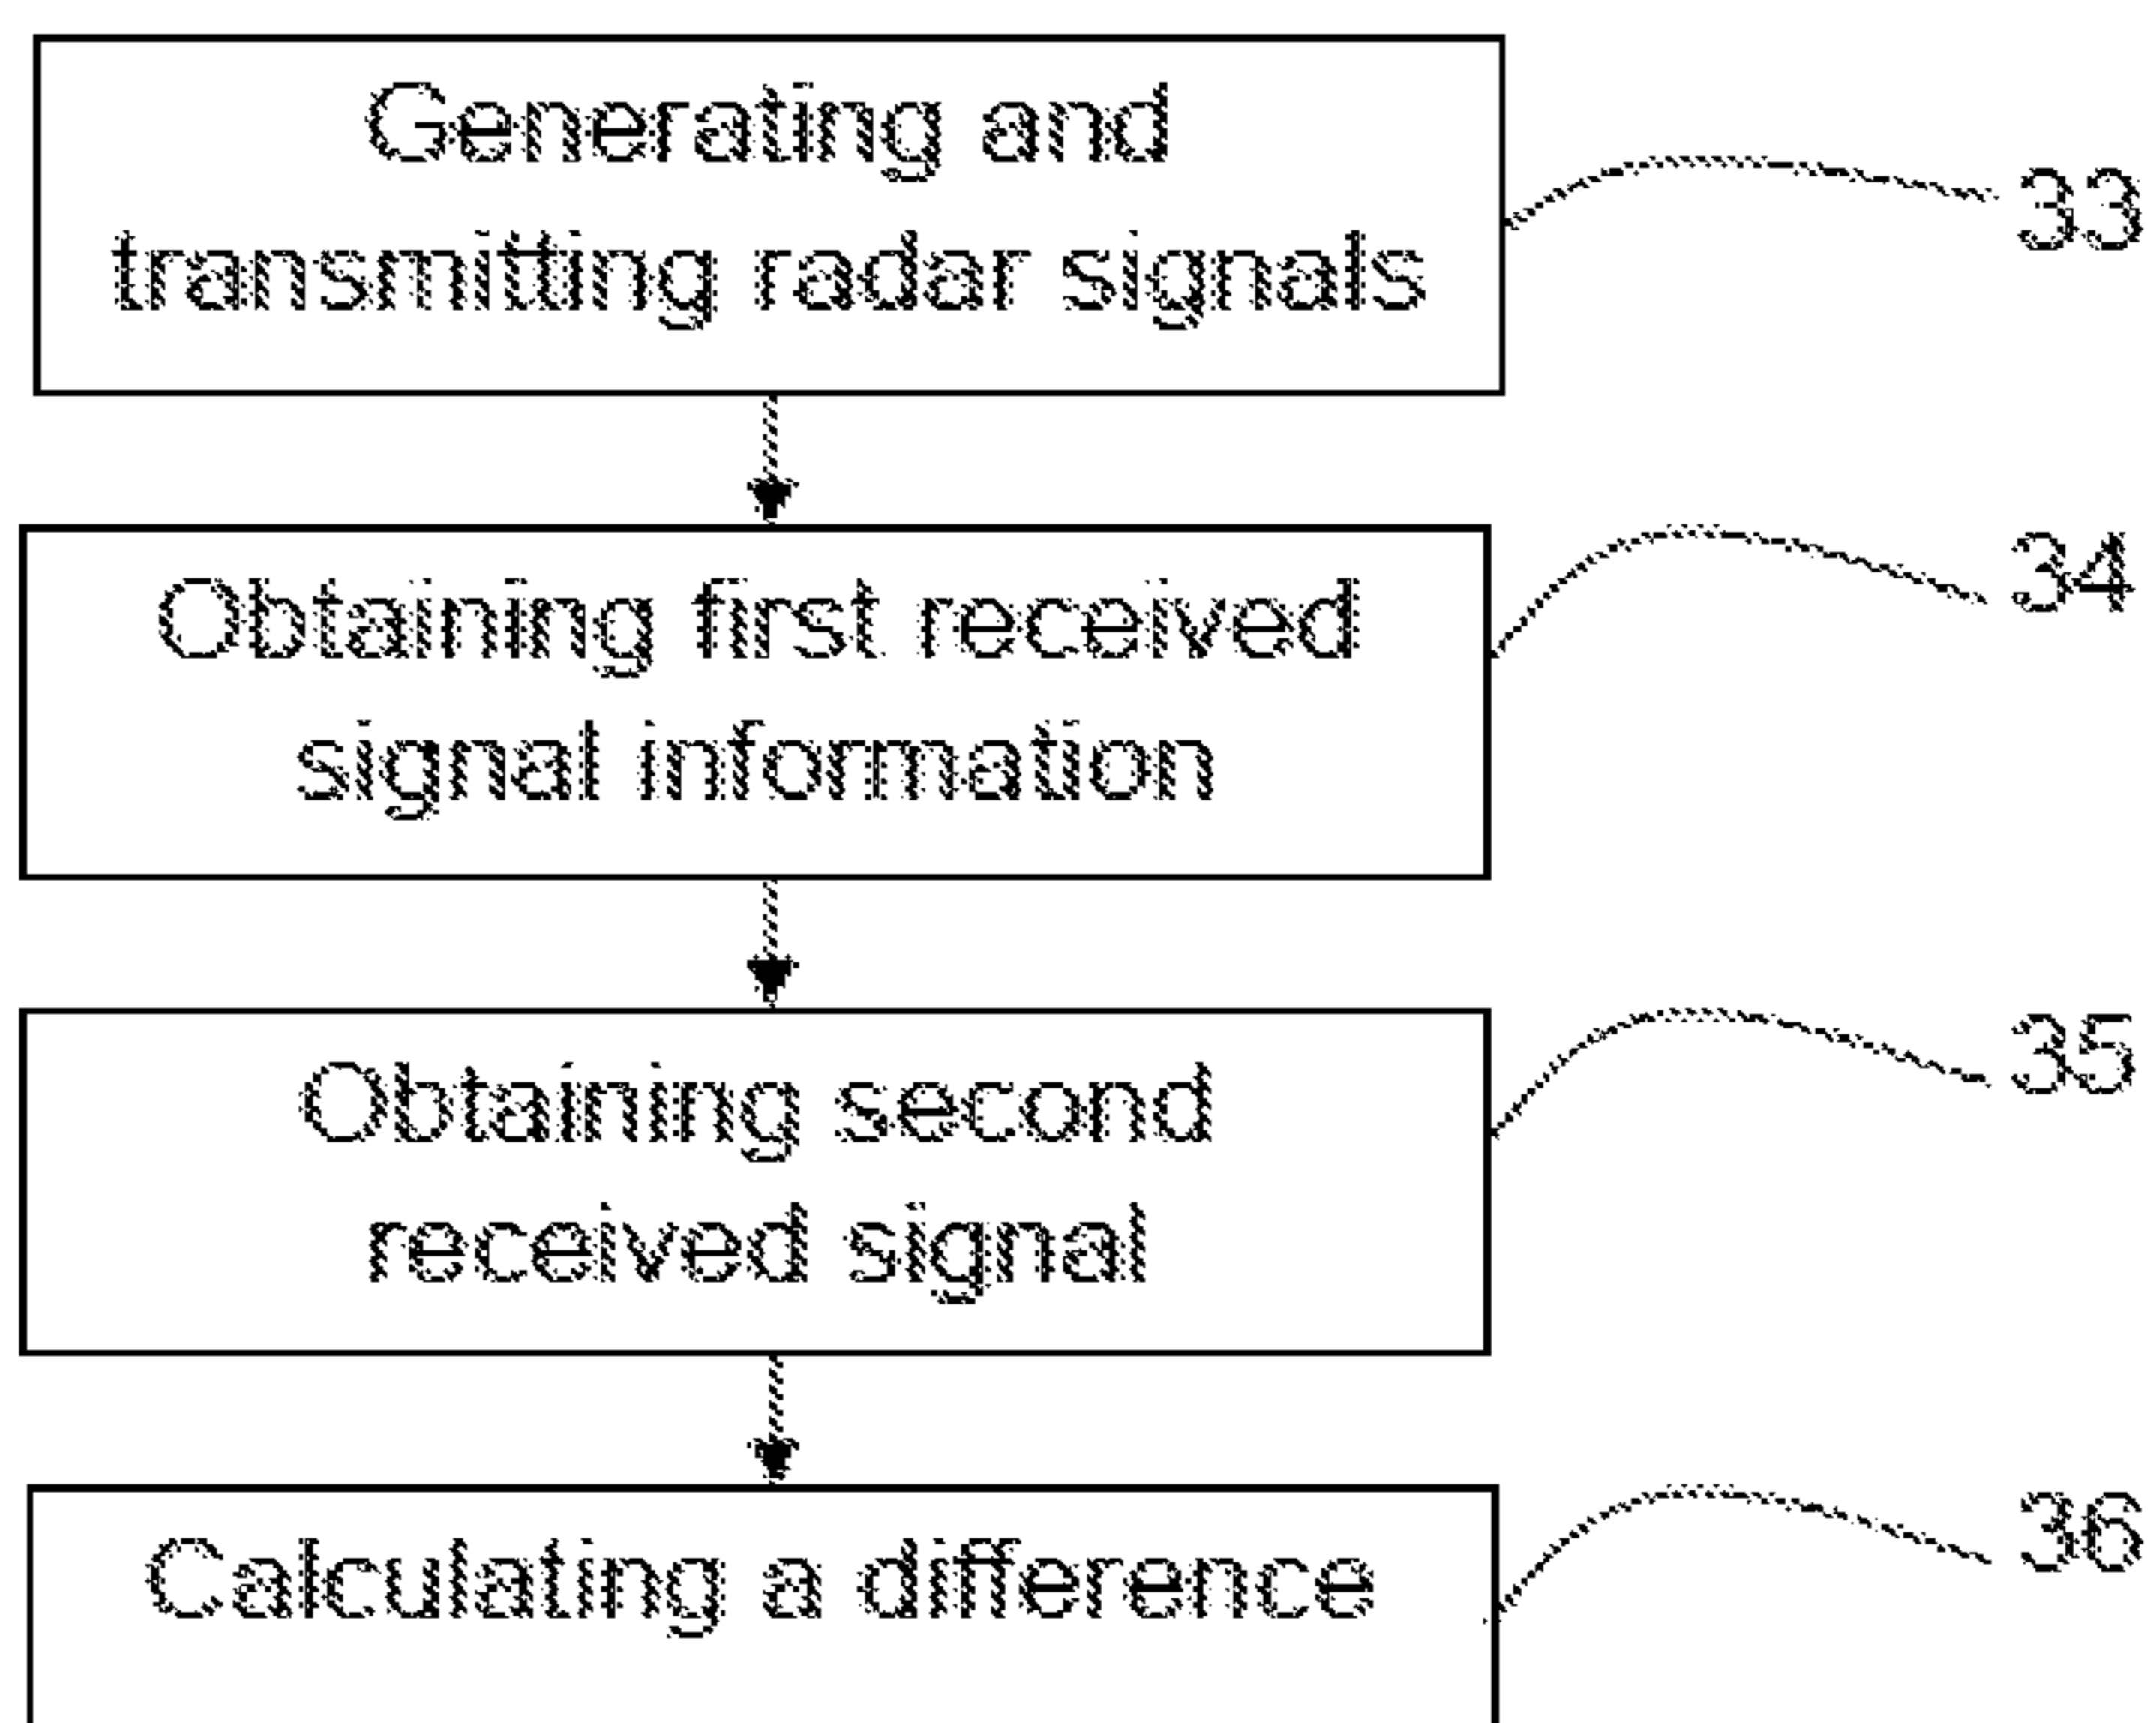 Generating and
transmitting radar signals
33
Obtaining first received
signal information
34
Obtaining second
received signal
35
Calculating a difference
36